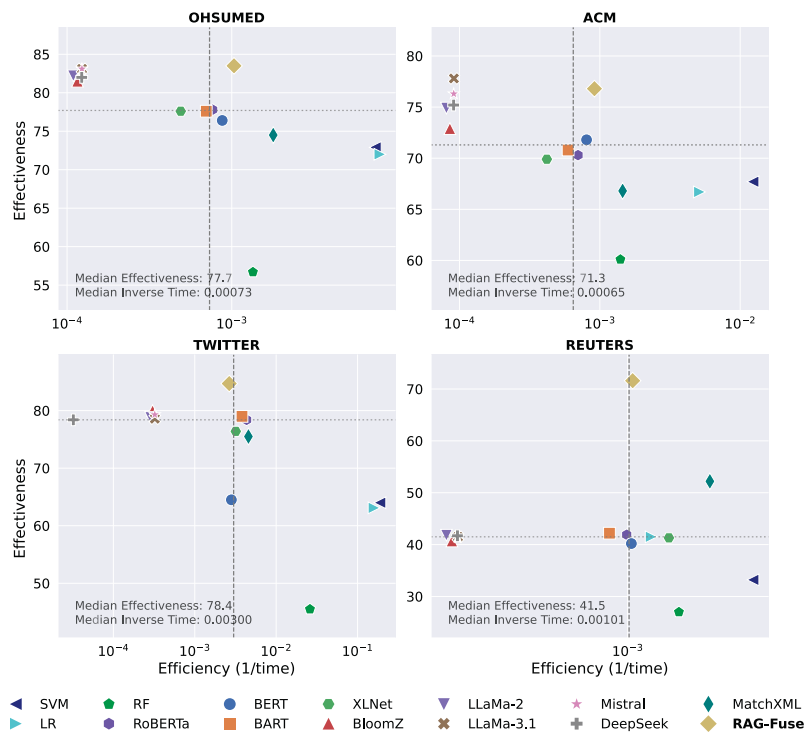 OHSUMED
ACM
Effectiveness
85
80
75
70
65
60
55
Median Effectiveness: 77.7
Median Inverse Time: 0.00073
10⁻⁴
10⁻³
80
75
70
65
60
Median Effectiveness: 71.3
Median Inverse Time: 0.00065
10⁻⁴
10⁻³
10⁻²
TWITTER
REUTERS
Effectiveness
90
80
70
60
50
Median Effectiveness: 78.4
Median Inverse Time: 0.00300
10⁻⁴
10⁻³
10⁻²
10⁻¹
Efficiency (1/time)
70
60
50
40
30
Median Effectiveness: 41.5
Median Inverse Time: 0.00101
10⁻³
Efficiency (1/time)
SVM RF BERT XLNet LLaMa-2 Mistral MatchXML
LR RoBERTa BART BloomZ LLaMa-3.1 DeepSeek RAG-Fuse